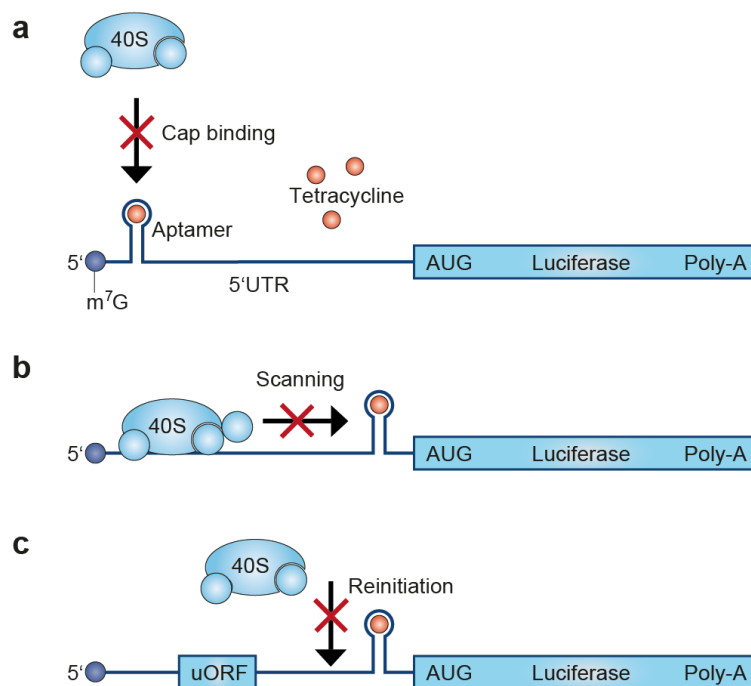 a
40S
Cap binding
Tetracycline
Aptamer
5‘ AUG Luciferase Poly-A
m⁷G
5‘UTR
b
Scanning
40S
5‘ AUG Luciferase Poly-A
c
40S
Reinitiation
5‘ uORF AUG Luciferase Poly-A